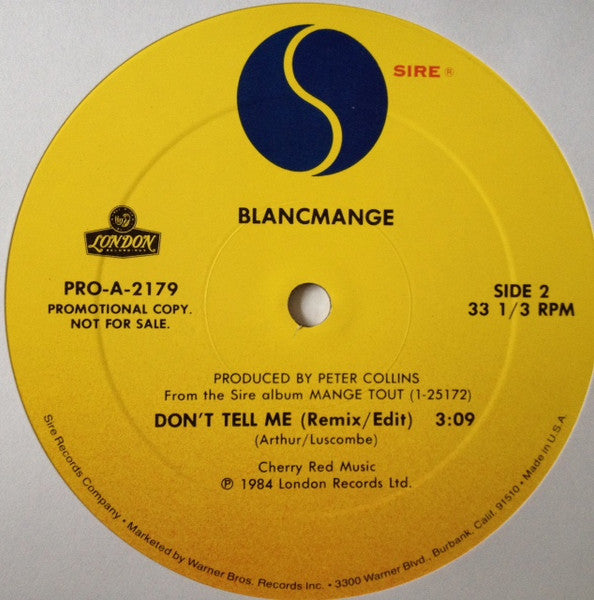 SIRE ®
BLANCMANGE
LONDON
PRO-A-2179
PROMOTIONAL COPY.
NOT FOR SALE.
SIDE 2
33 1/3 RPM
PRODUCED BY PETER COLLINS
From the Sire album MANGE TOUT (1-25172)
DON'T TELL ME (Remix/Edit) 3:09
(Arthur/Luscombe)
Cherry Red Music
℗ 1984 London Records Ltd.
Sire Records Company • Marketed by Warner Bros. Records Inc. • 3300 Warner Blvd., Burbank, Calif. 91510 • Made in U.S.A.